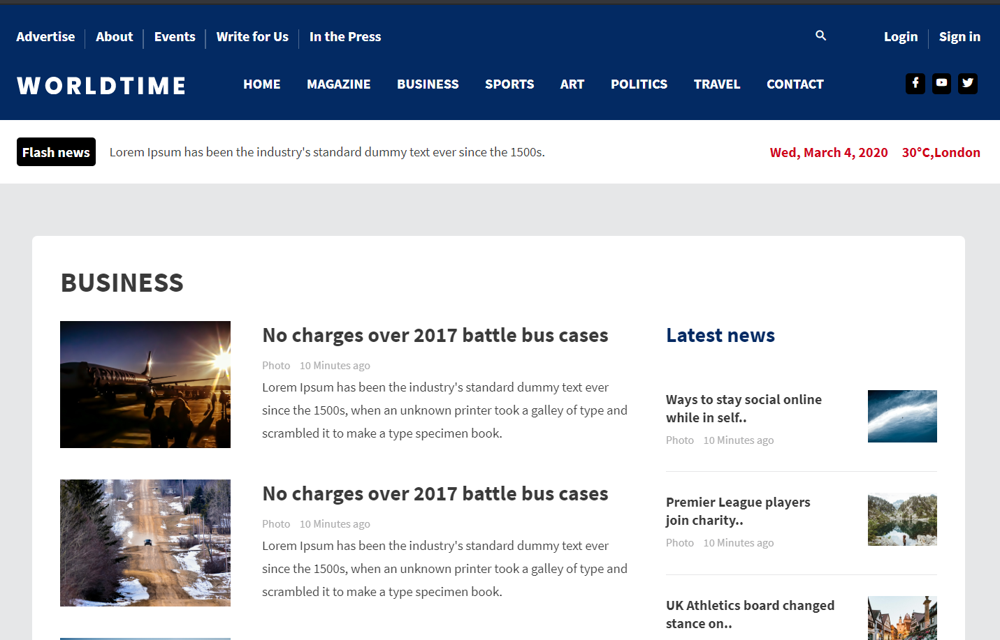 Advertise About Events Write for Us In the Press Login Sign in
WORLDTIME HOME MAGAZINE BUSINESS SPORTS ART POLITICS TRAVEL CONTACT
Flash news Lorem Ipsum has been the industry's standard dummy text ever since the 1500s. Wed, March 4, 2020 30°C,London
BUSINESS
No charges over 2017 battle bus cases
Photo 10 Minutes ago
Lorem Ipsum has been the industry's standard dummy text ever
since the 1500s, when an unknown printer took a galley of type and
scrambled it to make a type specimen book.
No charges over 2017 battle bus cases
Photo 10 Minutes ago
Lorem Ipsum has been the industry's standard dummy text ever
since the 1500s, when an unknown printer took a galley of type and
scrambled it to make a type specimen book.
Latest news
Ways to stay social online
while in self..
Photo 10 Minutes ago
Premier League players
join charity..
Photo 10 Minutes ago
UK Athletics board changed
stance on..